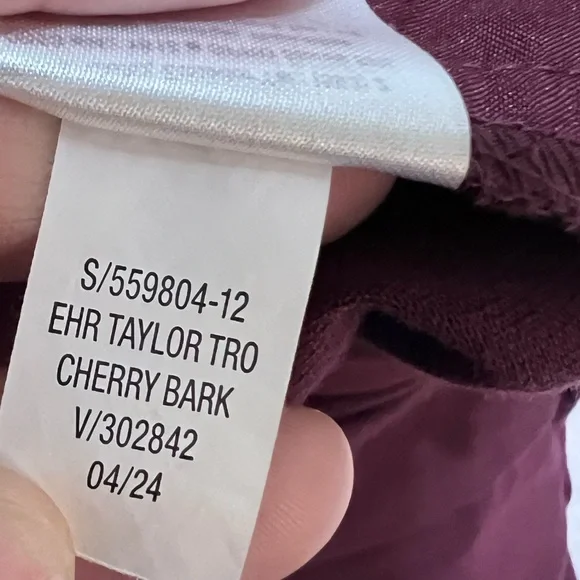 S/559804-12
EHR TAYLOR TRO
CHERRY BARK
V/302842
04/24